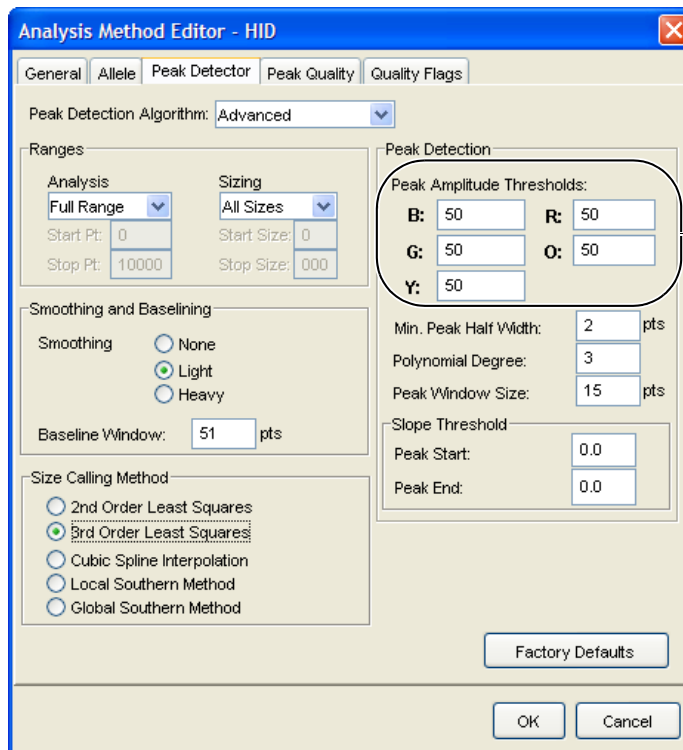 Analysis Method Editor - HID
General Allele Peak Detector Peak Quality Quality Flags
Peak Detection Algorithm: Advanced
Ranges
Analysis Sizing
Full Range All Sizes
Start Pt: 0 Start Size: 0
Stop Pt: 10000 Stop Size: 000
Smoothing and Baselining
Smoothing None
Light
Heavy
Baseline Window: 51 pts
Size Calling Method
2nd Order Least Squares
3rd Order Least Squares
Cubic Spline Interpolation
Local Southern Method
Global Southern Method
Peak Detection
Peak Amplitude Thresholds:
B: 50 R: 50
G: 50 O: 50
Y: 50
Min. Peak Half Width: 2 pts
Polynomial Degree: 3
Peak Window Size: 15 pts
Slope Threshold
Peak Start: 0.0
Peak End: 0.0
Factory Defaults
OK Cancel